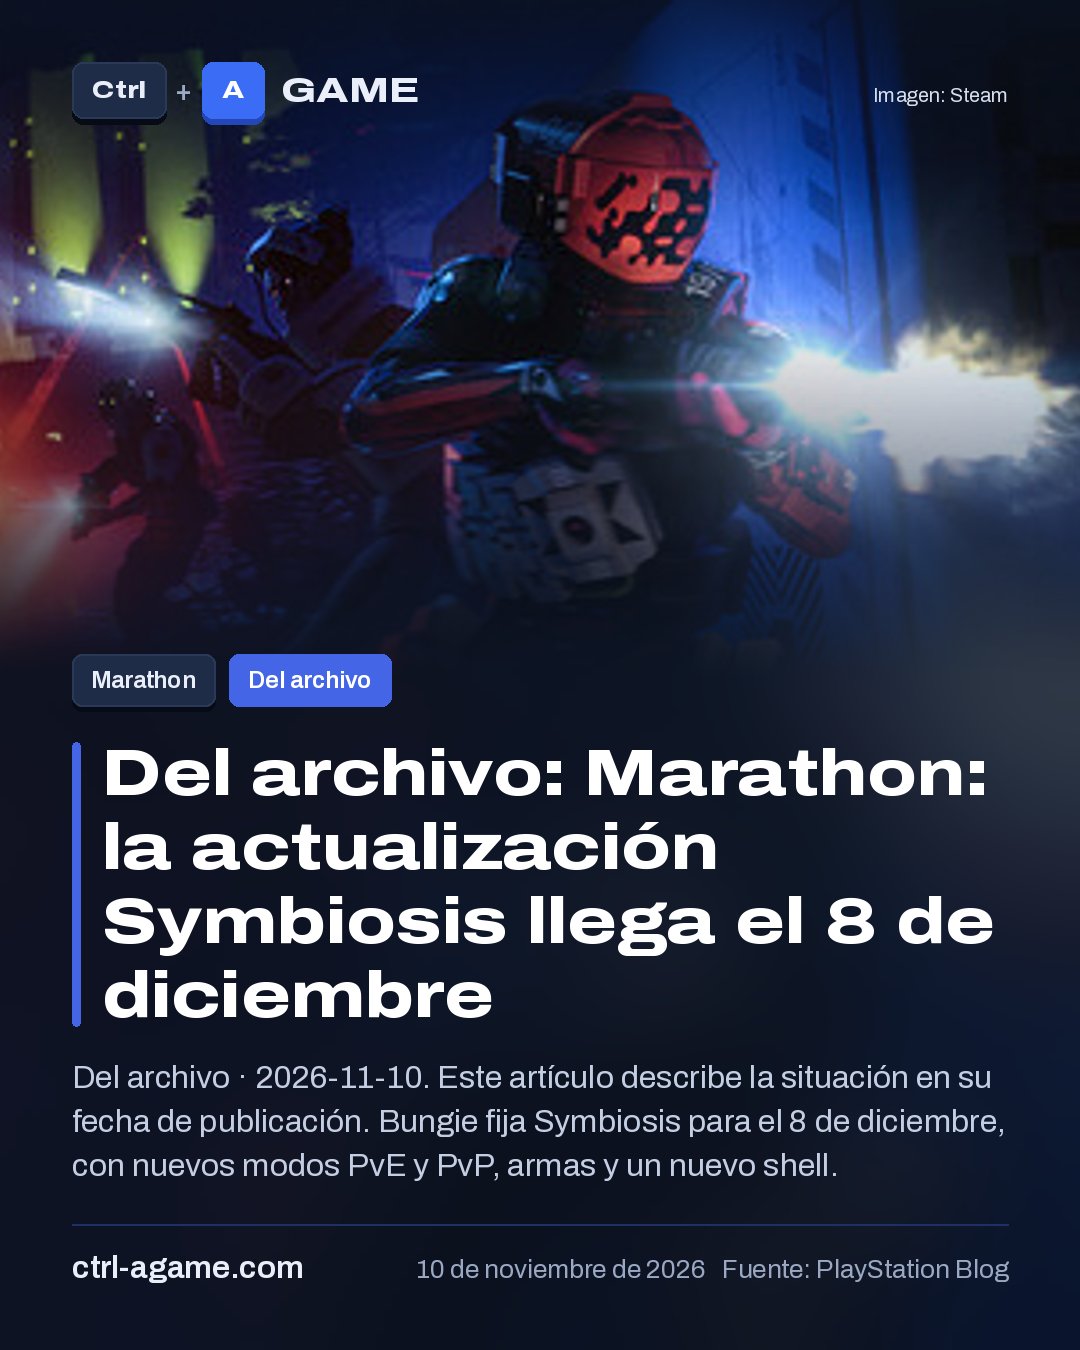 Ctrl + A GAME
Imagen: Steam
Marathon
Del archivo
Del archivo: Marathon:
la actualización
Symbiosis llega el 8 de
diciembre
Del archivo · 2026-11-10. Este artículo describe la situación en su
fecha de publicación. Bungie fija Symbiosis para el 8 de diciembre,
con nuevos modos PvE y PvP, armas y un nuevo shell.
ctrl-agame.com
10 de noviembre de 2026 Fuente: PlayStation Blog